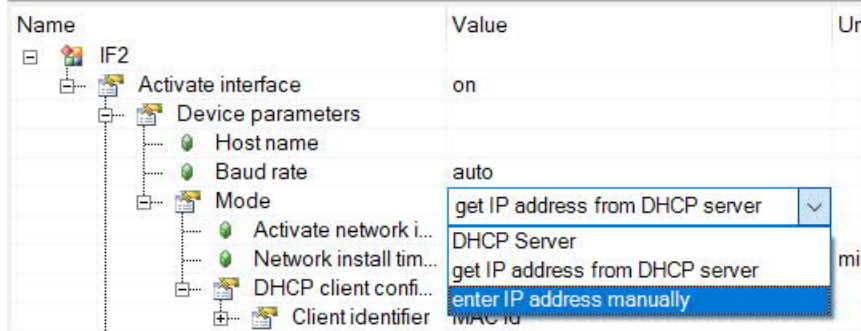 Name Value Ur
IF2
Activate interface on
Device parameters
Host name
Baud rate auto
Mode get IP address from DHCP server
Activate network i... DHCP Server
Network install tim... get IP address from DHCP server mi
DHCP client confi... enter IP address manually
Client identifier MAC id